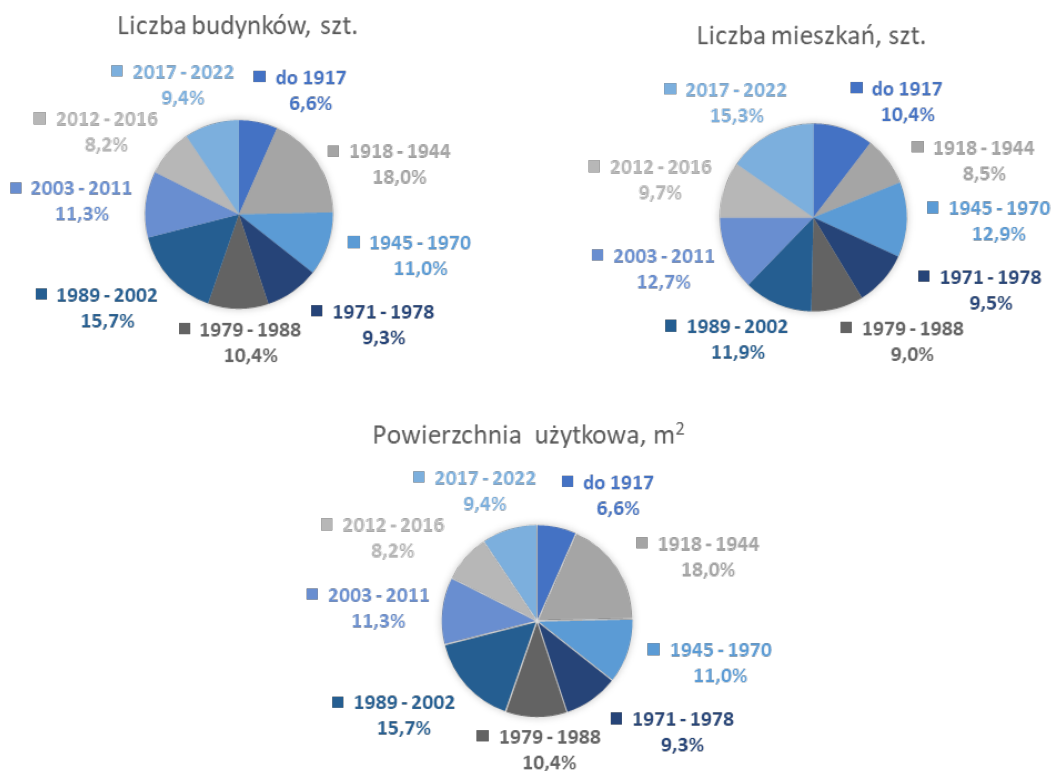 Liczba budynków, szt.
2017 - 2022
9,4%
do 1917
6,6%
2012 - 2016
8,2%
1918 - 1944
18,0%
2003 - 2011
11,3%
1945 - 1970
11,0%
1989 - 2002
15,7%
1979 - 1988
10,4%
1971 - 1978
9,3%
Liczba mieszkań, szt.
2017 - 2022
15,3%
do 1917
10,4%
2012 - 2016
9,7%
1918 - 1944
8,5%
1945 - 1970
12,9%
2003 - 2011
12,7%
1971 - 1978
9,5%
1989 - 2002
11,9%
1979 - 1988
9,0%
Powierzchnia użytkowa, m²
2017 - 2022
9,4%
do 1917
6,6%
2012 - 2016
8,2%
1918 - 1944
18,0%
2003 - 2011
11,3%
1945 - 1970
11,0%
1989 - 2002
15,7%
1979 - 1988
10,4%
1971 - 1978
9,3%